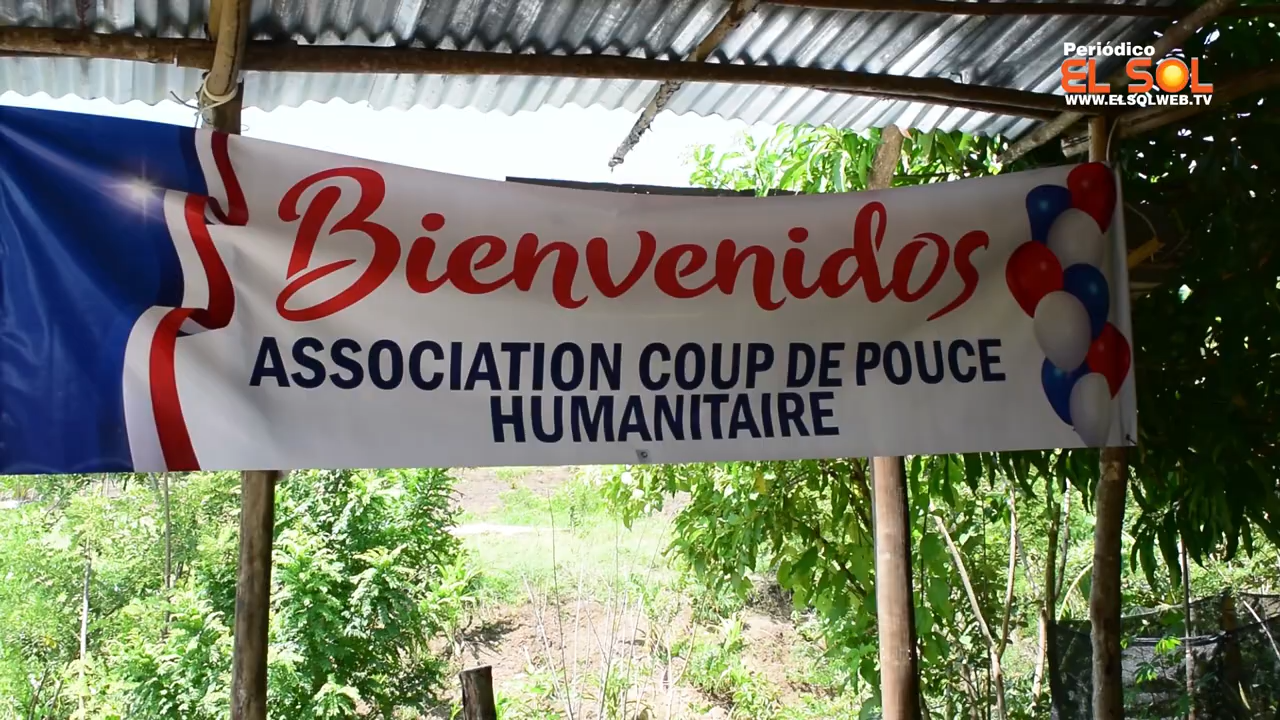 Periódico
EL SOL
WWW.ELSOLWEB.TV
Bienvenidos
ASSOCIATION COUP DE POUCE
HUMANITAIRE